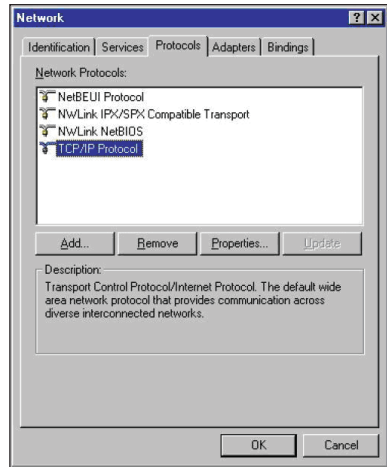 Network
Identification Services Protocols Adapters Bindings
Network Protocols:
NetBEUI Protocol
NWLink IPX/SPX Compatible Transport
NWLink NetBIOS
TCP/IP Protocol
Add... Remove Properties... Update
Description:
Transport Control Protocol/Internet Protocol. The default wide
area network protocol that provides communication across
diverse interconnected networks.
OK Cancel